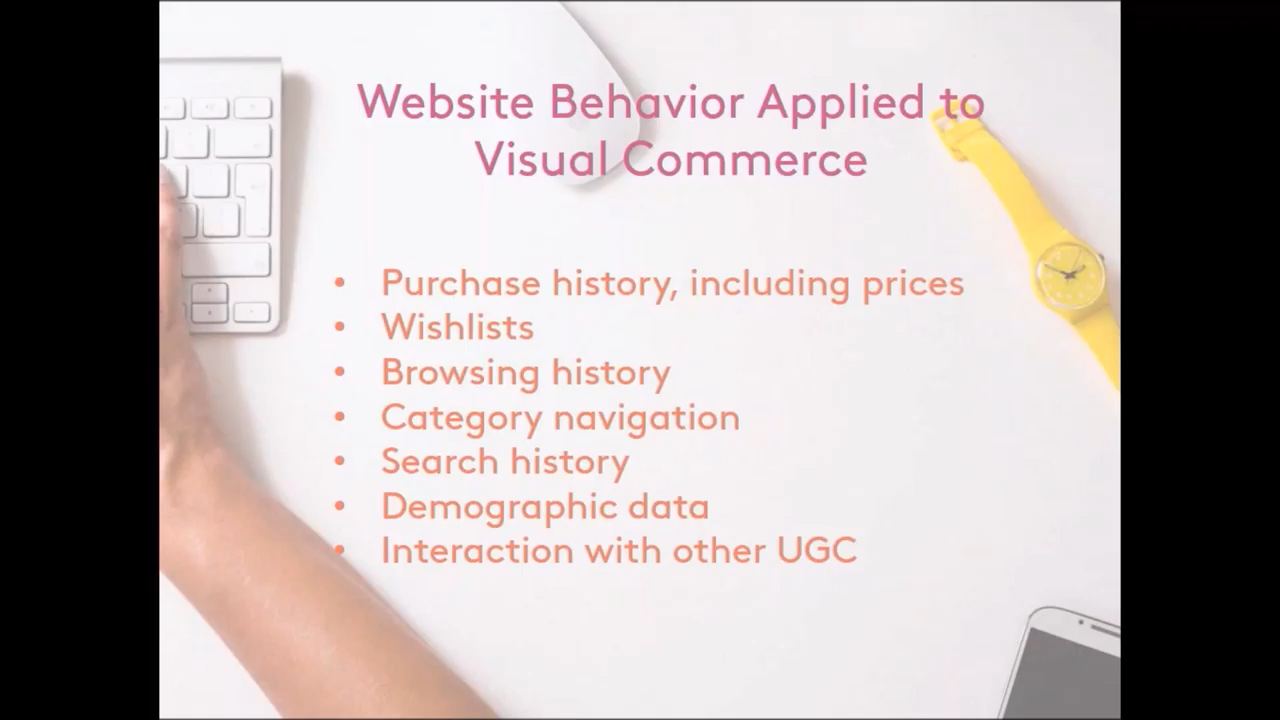 Website Behavior Applied to
Visual Commerce
• Purchase history, including prices
• Wishlists
• Browsing history
• Category navigation
• Search history
• Demographic data
• Interaction with other UGC